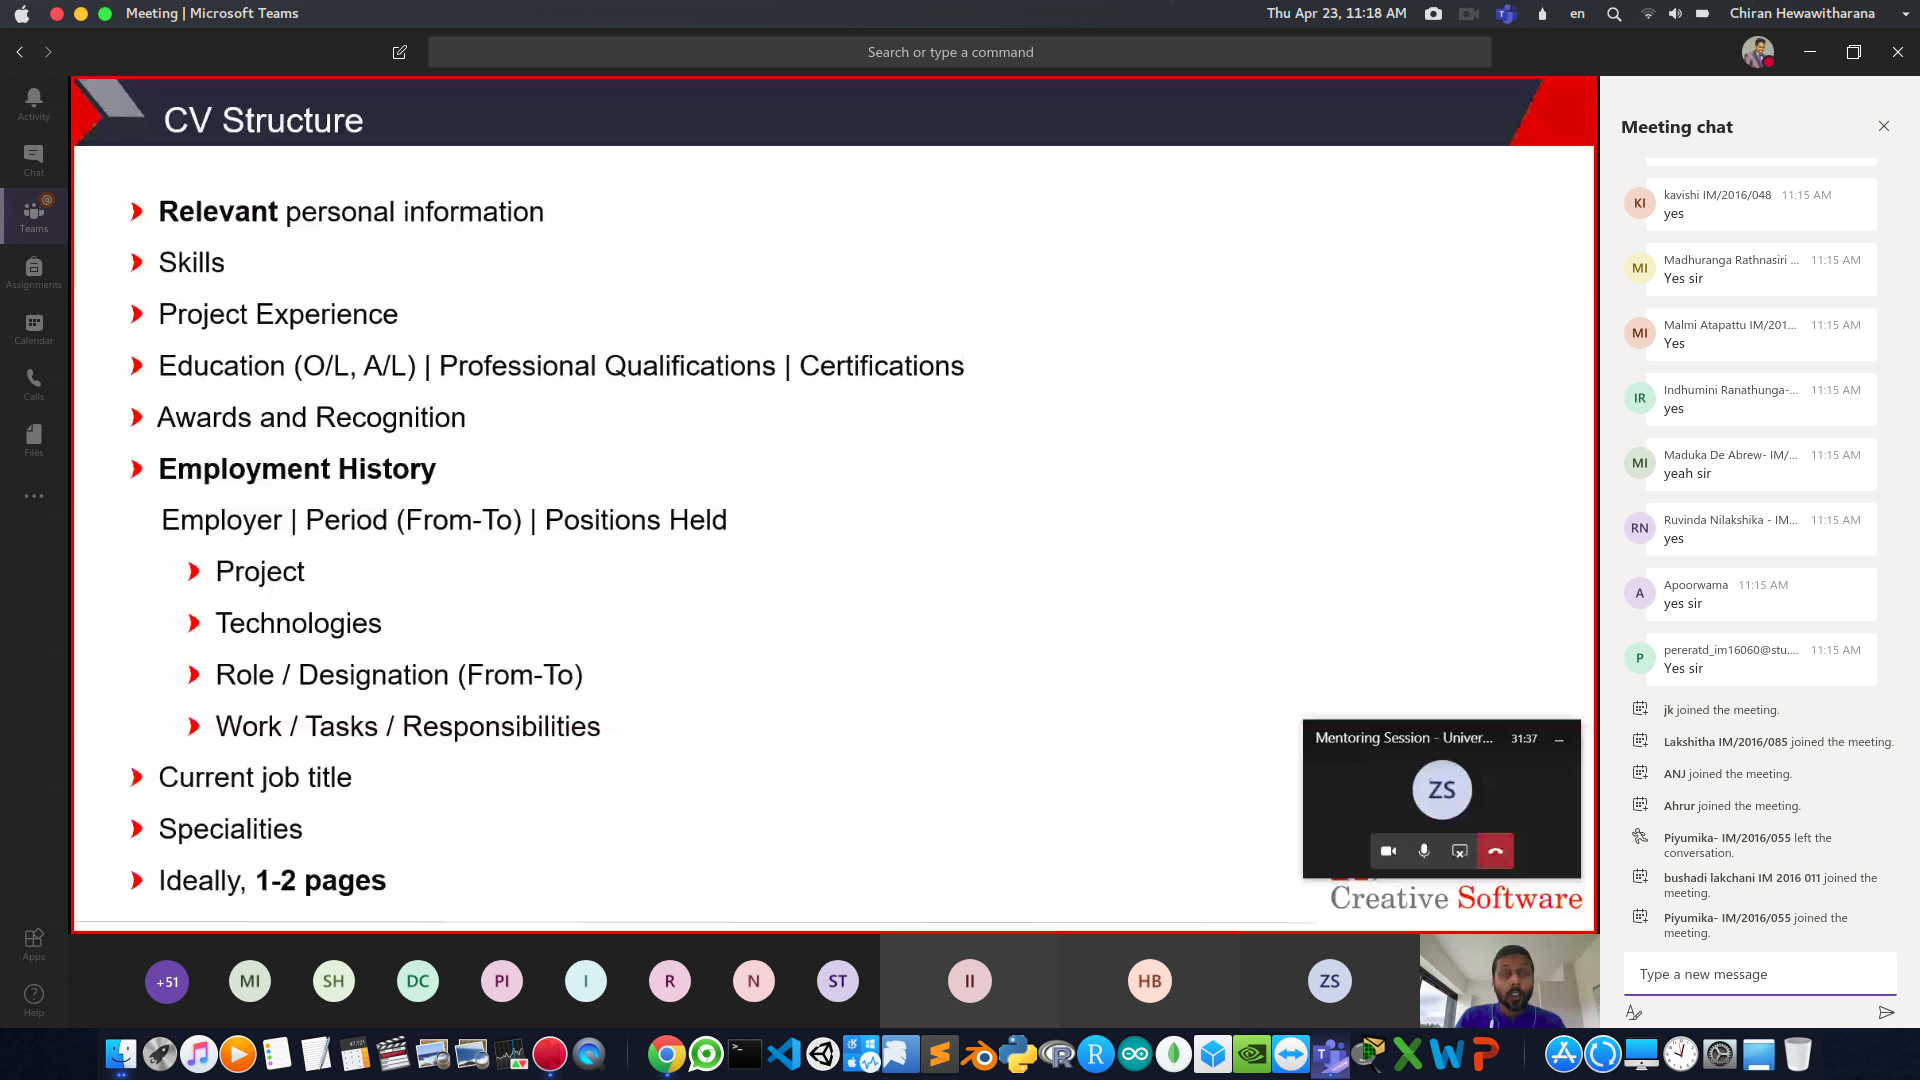 Meeting | Microsoft Teams
Thu Apr 23, 11:18 AM
en
Chiran Hewawitharana
Search or type a command
Activity
Chat
Teams
Assignments
Calendar
Calls
Files
Apps
Help
CV Structure
Relevant personal information
Skills
Project Experience
Education (O/L, A/L) | Professional Qualifications | Certifications
Awards and Recognition
Employment History
Employer | Period (From-To) | Positions Held
Project
Technologies
Role / Designation (From-To)
Work / Tasks / Responsibilities
Current job title
Specialities
Ideally, 1-2 pages
Mentoring Session - Univer... 31:37
ZS
Creative Software
+51
MI
SH
DC
PI
I
R
N
ST
II
HB
ZS
Meeting chat
KI
kavishi IM/2016/048 11:15 AM
yes
MI
Madhuranga Rathnasiri ... 11:15 AM
Yes sir
MI
Malmi Atapattu IM/201... 11:15 AM
Yes
IR
Indhumini Ranathunga-... 11:15 AM
yes
MI
Maduka De Abrew- IM/... 11:15 AM
yeah sir
RN
Ruvinda Nilakshika - IM... 11:15 AM
yes
A
Apoorwama 11:15 AM
yes sir
P
pereratd_im16060@stu.... 11:15 AM
Yes sir
jk joined the meeting.
Lakshitha IM/2016/085 joined the meeting.
ANJ joined the meeting.
Ahrur joined the meeting.
Piyumika- IM/2016/055 left the
conversation.
bushadi lakchani IM 2016 011 joined the
meeting.
Piyumika- IM/2016/055 joined the
meeting.
Type a new message